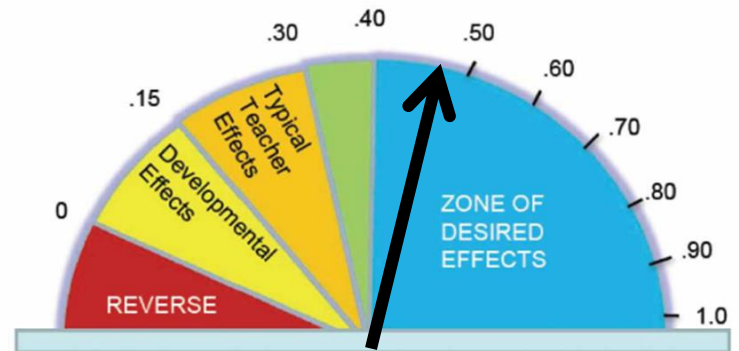 0
.15
.30
.40
.50
.60
.70
.80
.90
1.0
REVERSE
Developmental
Effects
Typical
Teacher
Effects
ZONE OF
DESIRED
EFFECTS